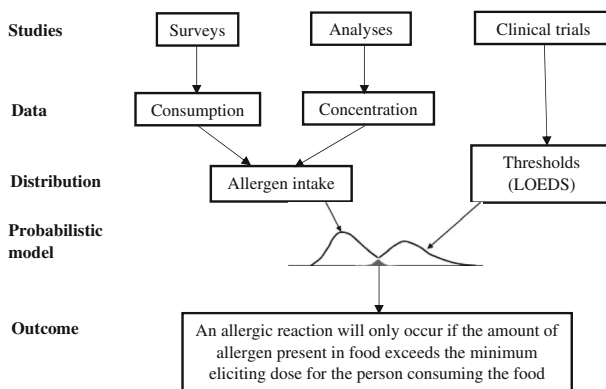 Studies
Surveys
Analyses
Clinical trials
Data
Consumption
Concentration
Distribution
Allergen intake
Thresholds
(LOEDS)
Probabilistic
model
Outcome
An allergic reaction will only occur if the amount of
allergen present in food exceeds the minimum
eliciting dose for the person consuming the food